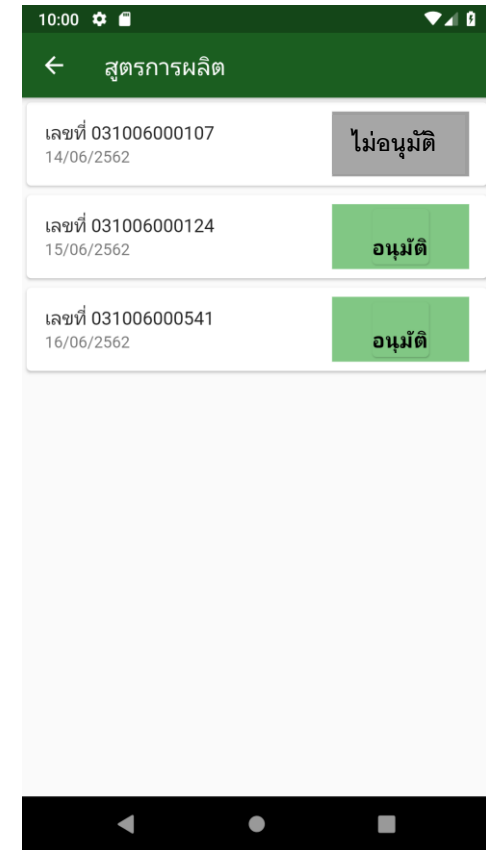 10:00
สูตรการผลิต
เลขที่ 031006000107
14/06/2562
ไม่อนุมัติ
เลขที่ 031006000124
15/06/2562
อนุมัติ
เลขที่ 031006000541
16/06/2562
อนุมัติ